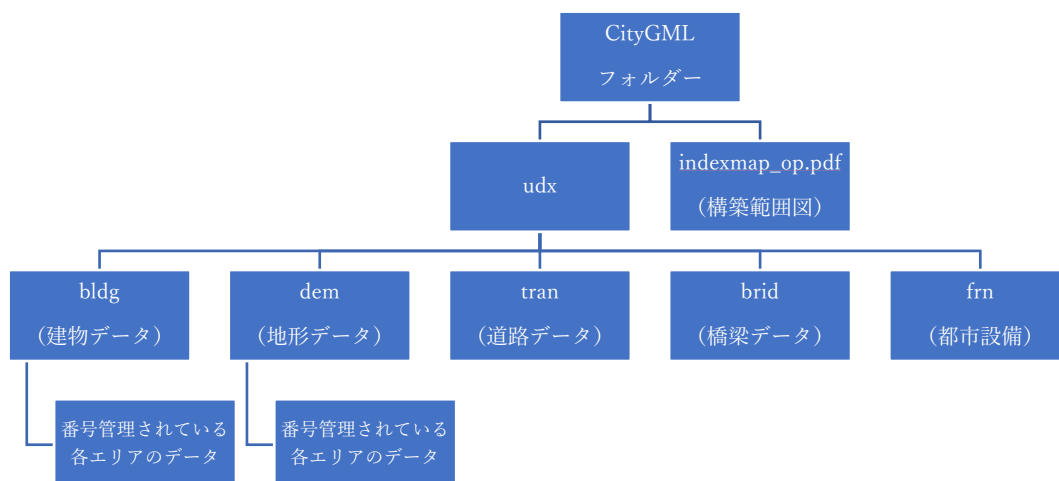 CityGML
フォルダー
udx
indexmap_op.pdf
（構築範囲図）
bldg
（建物データ）
dem
（地形データ）
tran
（道路データ）
brid
（橋梁データ）
frn
（都市設備）
番号管理されている
各エリアのデータ
番号管理されている
各エリアのデータ